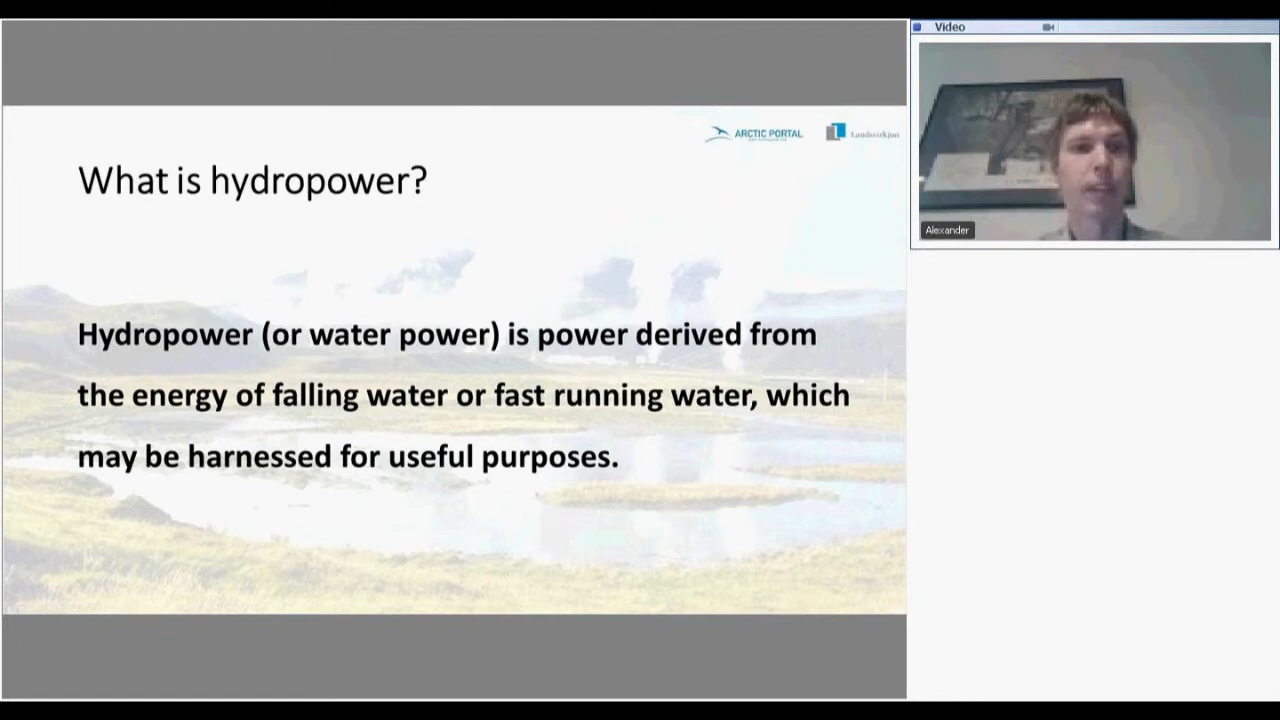 Video
ARCTIC PORTAL
Landsvirkjun
What is hydropower?
Hydropower (or water power) is power derived from
the energy of falling water or fast running water, which
may be harnessed for useful purposes.
Alexander